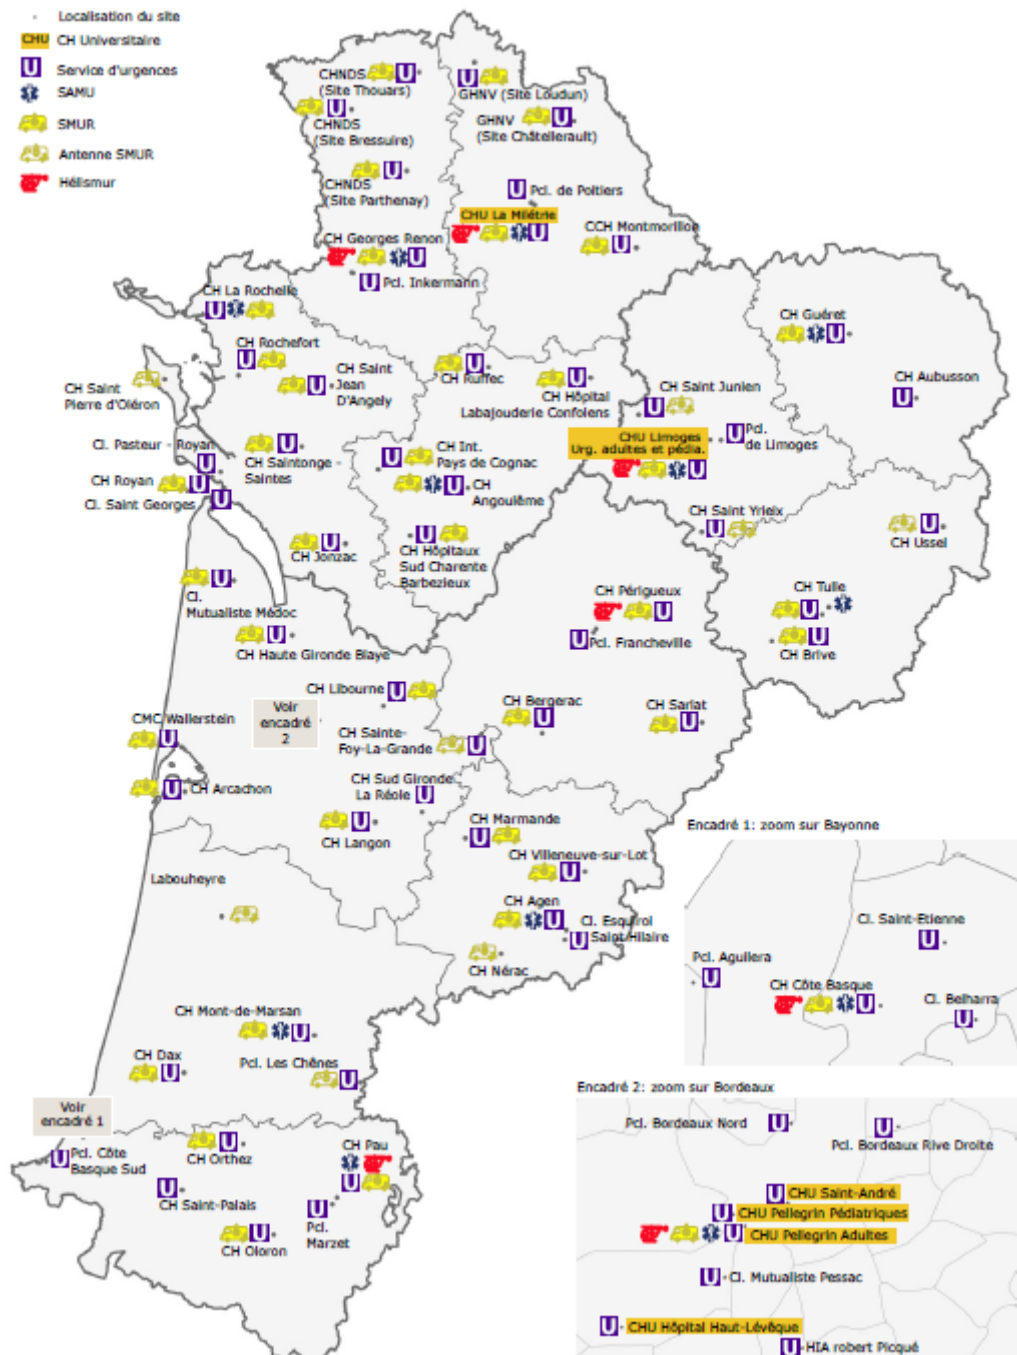 Localisation du site
CHU CH Universitaire
U Service d'urgences
SAMU
SMUR
Antenne SMUR
Hélismur
CHNDS
(Site Thouars)
GHNV (Site Loudun)
CHNDS
(Site Bressuire)
GHNV
(Site Châtellerault)
CHNDS
(Site Parthenay)
Pcl. de Poitiers
CHU La Milétrie
CCH Montmorillon
CH Georges Renon
Pcl. Inkermann
CH La Rochelle
CH Guéret
CH Rochefort
CH Saint
Jean
D'Angely
CH Ruffec
CH Hôpital
Labajouderie Confolens
CH Saint Junien
CH Aubusson
CH Saint
Pierre d'Oléron
Pcl.
de Limoges
CHU Limoges
Urg. adultes et pédia.
Cl. Pasteur - Royan
CH Saintonge -
Saintes
CH Int.
Pays de Cognac
CH
Angoulême
CH Royan
Cl. Saint Georges
CH Saint Yrieix
CH Ussel
CH Jonzac
CH Hôpitaux
Sud Charente
Barbezieux
Cl.
Mutualiste Médoc
CH Périgueux
CH Tulle
Pcl. Francheville
CH Brive
CH Haute Gironde Blaye
CH Libourne
Voir
encadré
2
CH Bergerac
CH Sarlat
CMC Wallerstein
CH Sainte-
Foy-La-Grande
CH Arcachon
CH Sud Gironde
La Réole
CH Langon
CH Marmande
CH Villeneuve-sur-Lot
Labouheyre
CH Agen
Cl. Esquirol
Saint Hilaire
CH Nérac
CH Mont-de-Marsan
CH Dax
Pcl. Les Chênes
Voir
encadré 1
Pcl. Côte
Basque Sud
CH Orthez
CH Pau
CH Saint-Palais
Pcl.
Marzet
CH Oloron
Encadré 1: zoom sur Bayonne
Cl. Saint-Etienne
Pcl. Aguilera
CH Côte Basque
Cl. Belharra
Encadré 2: zoom sur Bordeaux
Pcl. Bordeaux Nord
Pcl. Bordeaux Rive Droite
CHU Saint-André
CHU Pellegrin Pédiatriques
CHU Pellegrin Adultes
Cl. Mutualiste Pessac
CHU Hôpital Haut-Lévêque
HIA robert Picqué